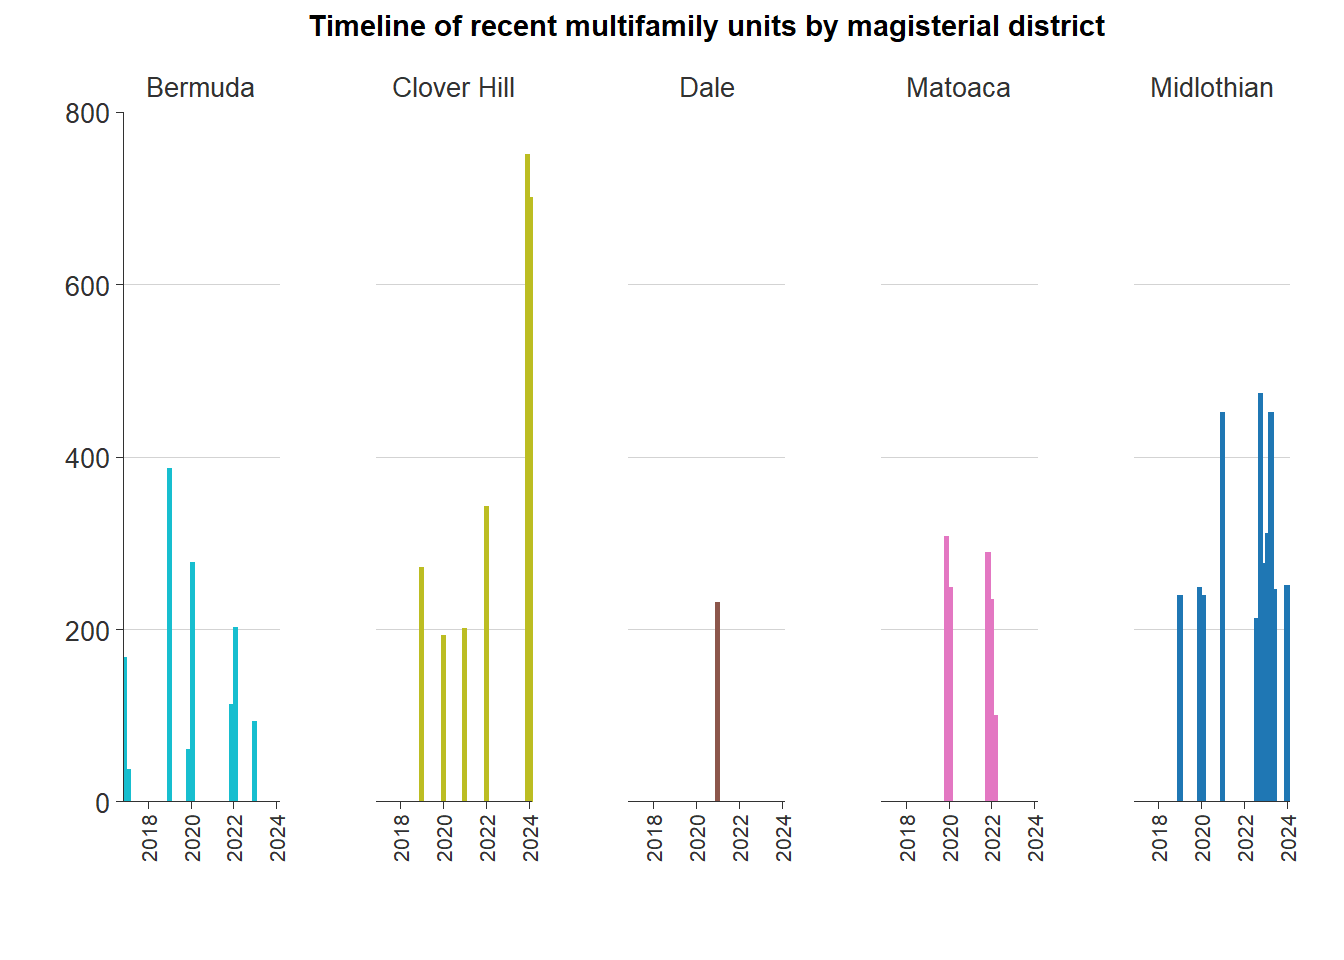 Timeline of recent multifamily units by magisterial district
Bermuda Clover Hill Dale Matoaca Midlothian
800
600
400
200
0
2018 2020 2022 2024 2018 2020 2022 2024 2018 2020 2022 2024 2018 2020 2022 2024 2018 2020 2022 2024